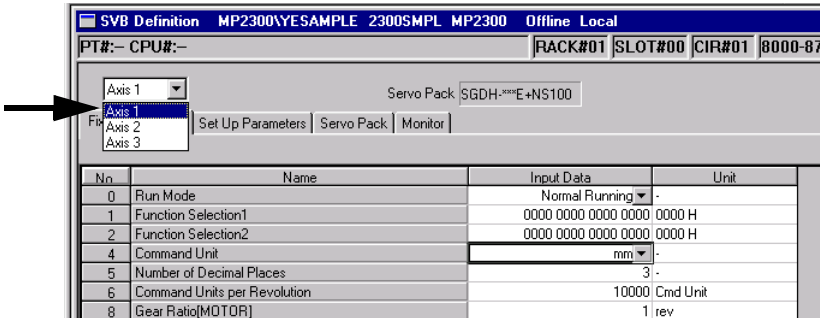 SVB Definition MP2300\YESAMPLE 2300SMPL MP2300 Offline Local
PT#:– CPU#:– RACK#01 SLOT#00 CIR#01 8000-87
Axis 1 Servo Pack SGDH-***E+NS100
Axis 1
Axis 2
Axis 3
Set Up Parameters Servo Pack Monitor
No Name Input Data Unit
0 Run Mode Normal Running -
1 Function Selection1 0000 0000 0000 0000 0000 H
2 Function Selection2 0000 0000 0000 0000 0000 H
4 Command Unit mm -
5 Number of Decimal Places 3 -
6 Command Units per Revolution 10000 Cmd Unit
8 Gear Ratio[MOTOR] 1 rev